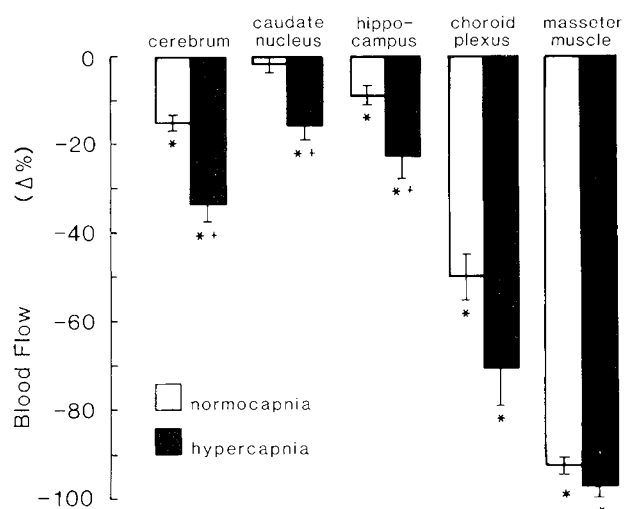 cerebrum
caudate nucleus
hippo-campus
choroid plexus
masseter muscle
0
-20
-40
-60
-80
-100
Blood Flow (Δ%)
normocapnia
hypercapnia
*
* +
* +
*
* +
*
*
*
*